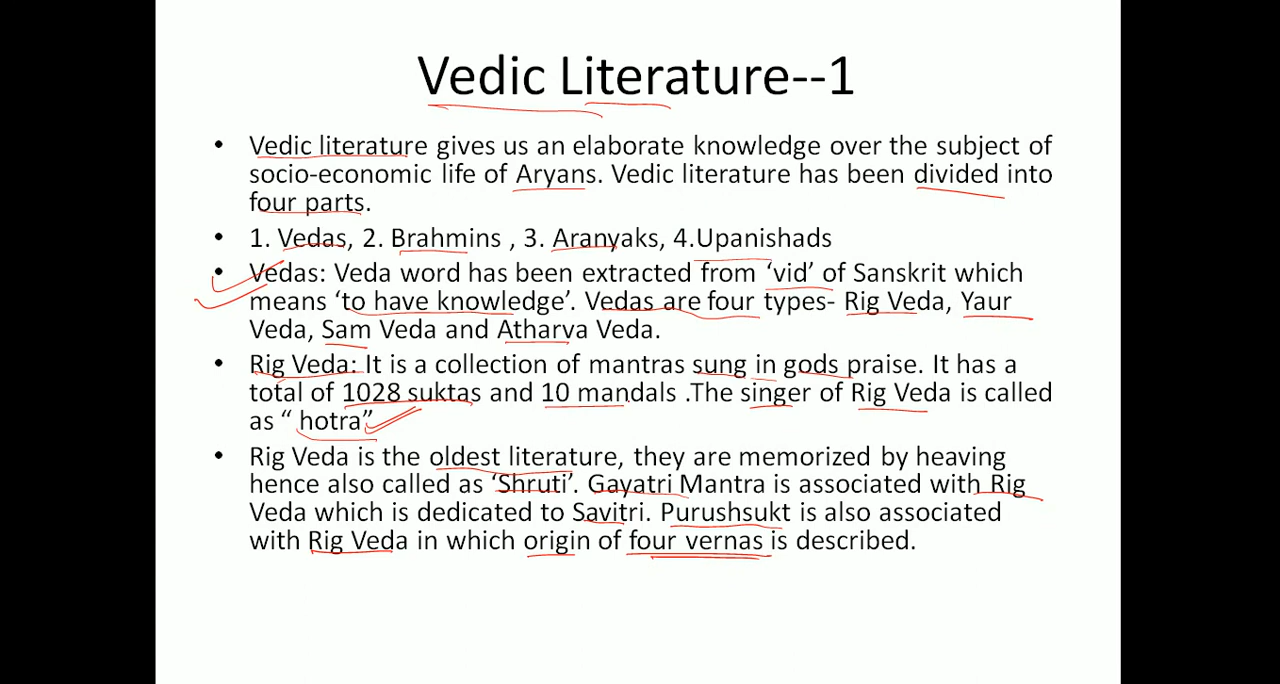 Vedic Literature--1
• Vedic literature gives us an elaborate knowledge over the subject of
socio-economic life of Aryans. Vedic literature has been divided into
four parts.
• 1. Vedas, 2. Brahmins , 3. Aranyaks, 4.Upanishads
• Vedas: Veda word has been extracted from ‘vid’ of Sanskrit which
means ‘to have knowledge’. Vedas are four types- Rig Veda, Yaur
Veda, Sam Veda and Atharva Veda.
• Rig Veda: It is a collection of mantras sung in gods praise. It has a
total of 1028 suktas and 10 mandals .The singer of Rig Veda is called
as “ hotra”
• Rig Veda is the oldest literature, they are memorized by heaving
hence also called as ‘Shruti’. Gayatri Mantra is associated with Rig
Veda which is dedicated to Savitri. Purushsukt is also associated
with Rig Veda in which origin of four vernas is described.